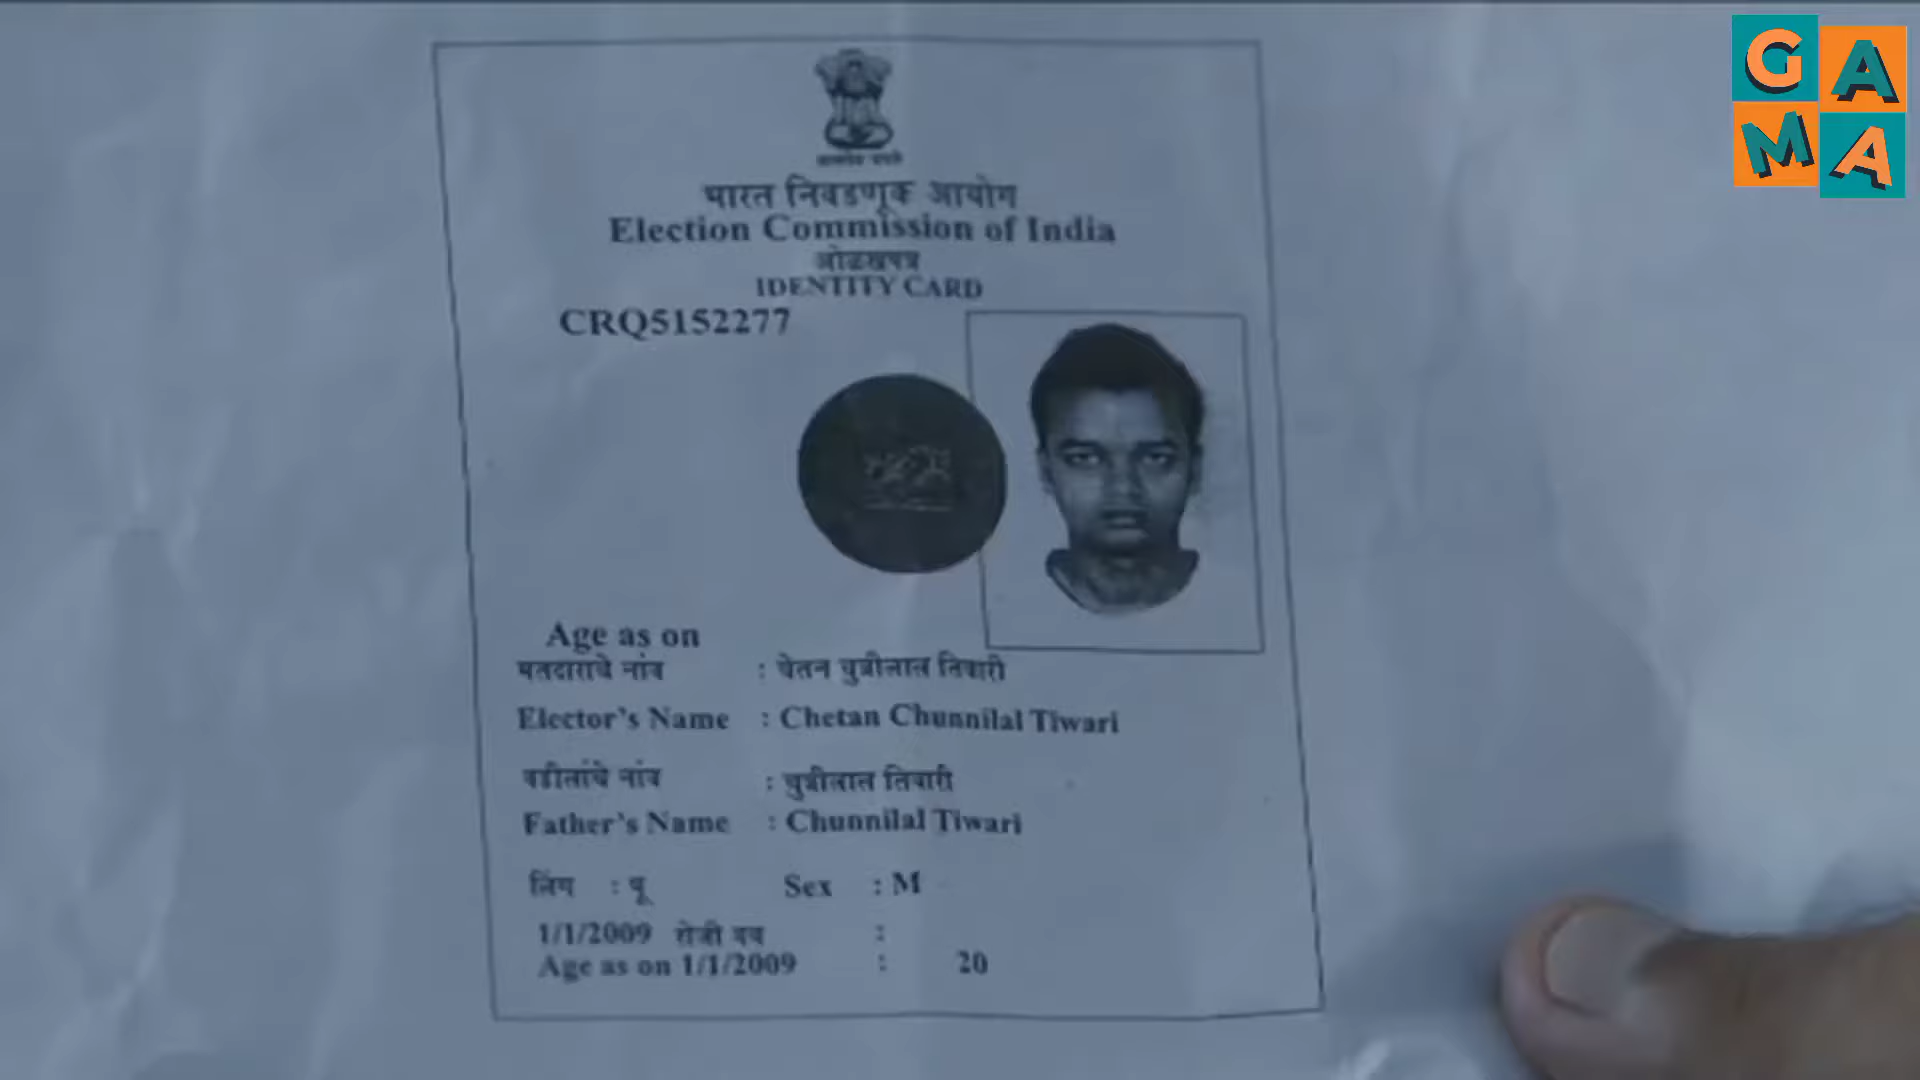 GAMA
भारत निवडणूक आयोग
Election Commission of India
ओळखपत्र
IDENTITY CARD
CRQ5152277
Age as on
मतदाराचे नांव : चेतन चुन्नीलाल तिवारी
Elector's Name : Chetan Chunnilal Tiwari
वडीलांचे नांव : चुन्नीलाल तिवारी
Father's Name : Chunnilal Tiwari
लिंग : पू Sex : M
1/1/2009 रोजी वय :
Age as on 1/1/2009 : 20